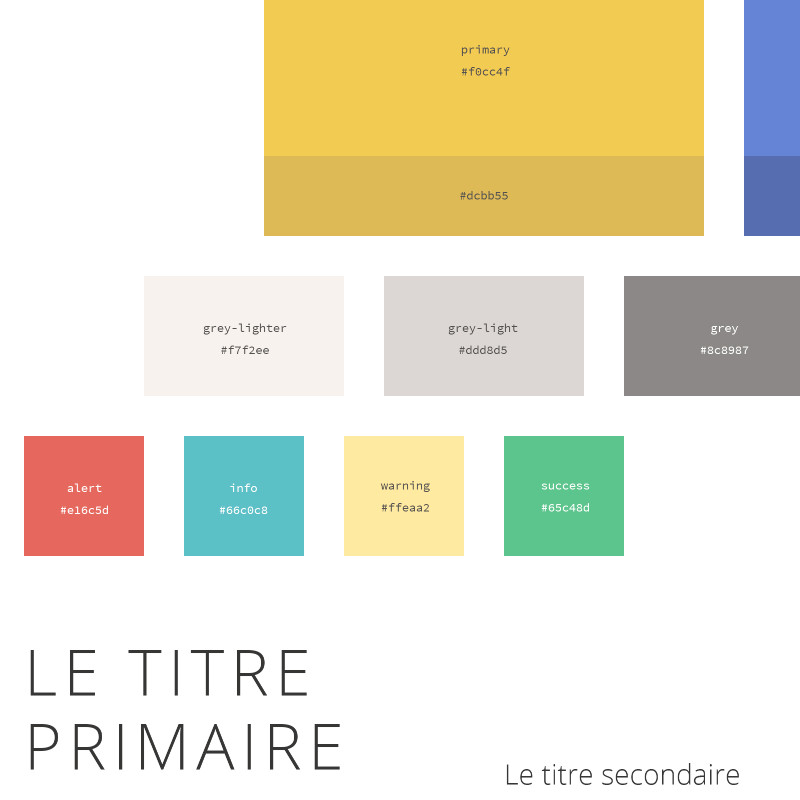 primary
#f0cc4f
#dcbb55
grey-lighter
#f7f2ee
grey-light
#ddd8d5
grey
#8c8987
alert
#e16c5d
info
#66c0c8
warning
#ffeaa2
success
#65c48d
LE TITRE
PRIMAIRE
Le titre secondaire